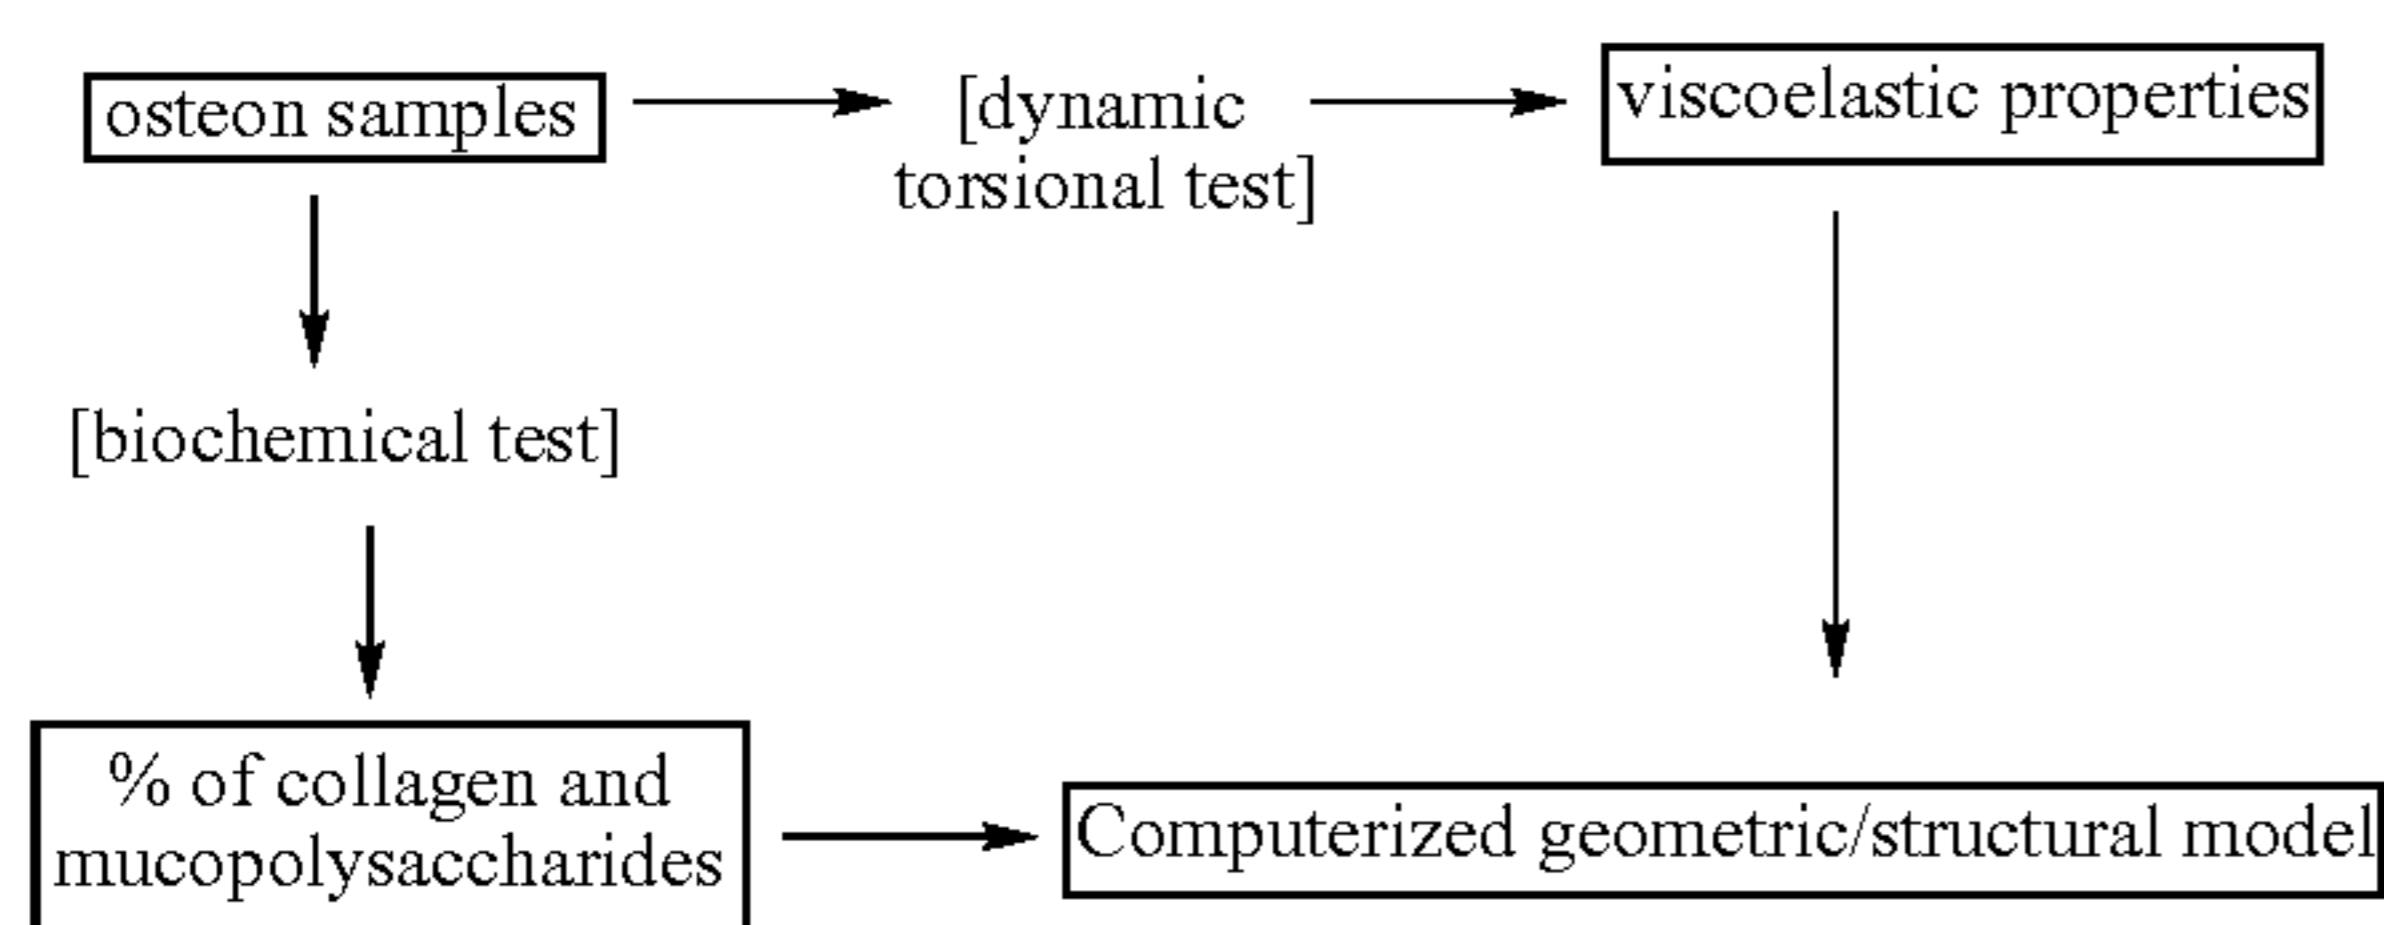 osteon samples
[dynamic
torsional test]
viscoelastic properties
[biochemical test]
% of collagen and
mucopolysaccharides
Computerized geometric/structural model